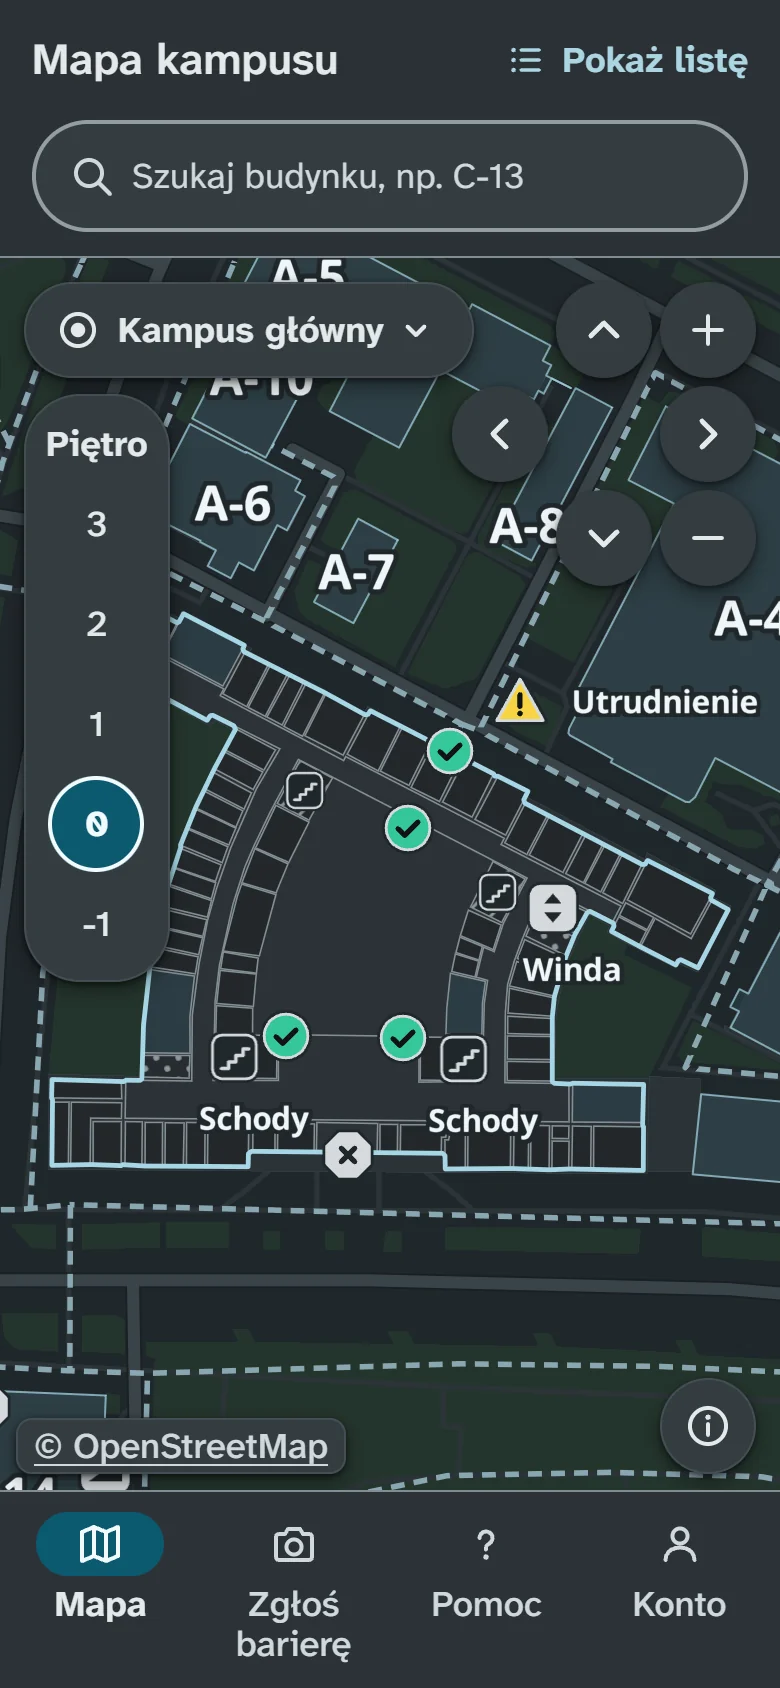 Mapa kampusu
Pokaż listę
Szukaj budynku, np. C-13
A-5
Kampus główny
A-10
Piętro
3
2
1
0
-1
A-6
A-7
A-8
A-4
Utrudnienie
Winda
Schody
Schody
© OpenStreetMap
14
Mapa
Zgłoś
barierę
Pomoc
Konto